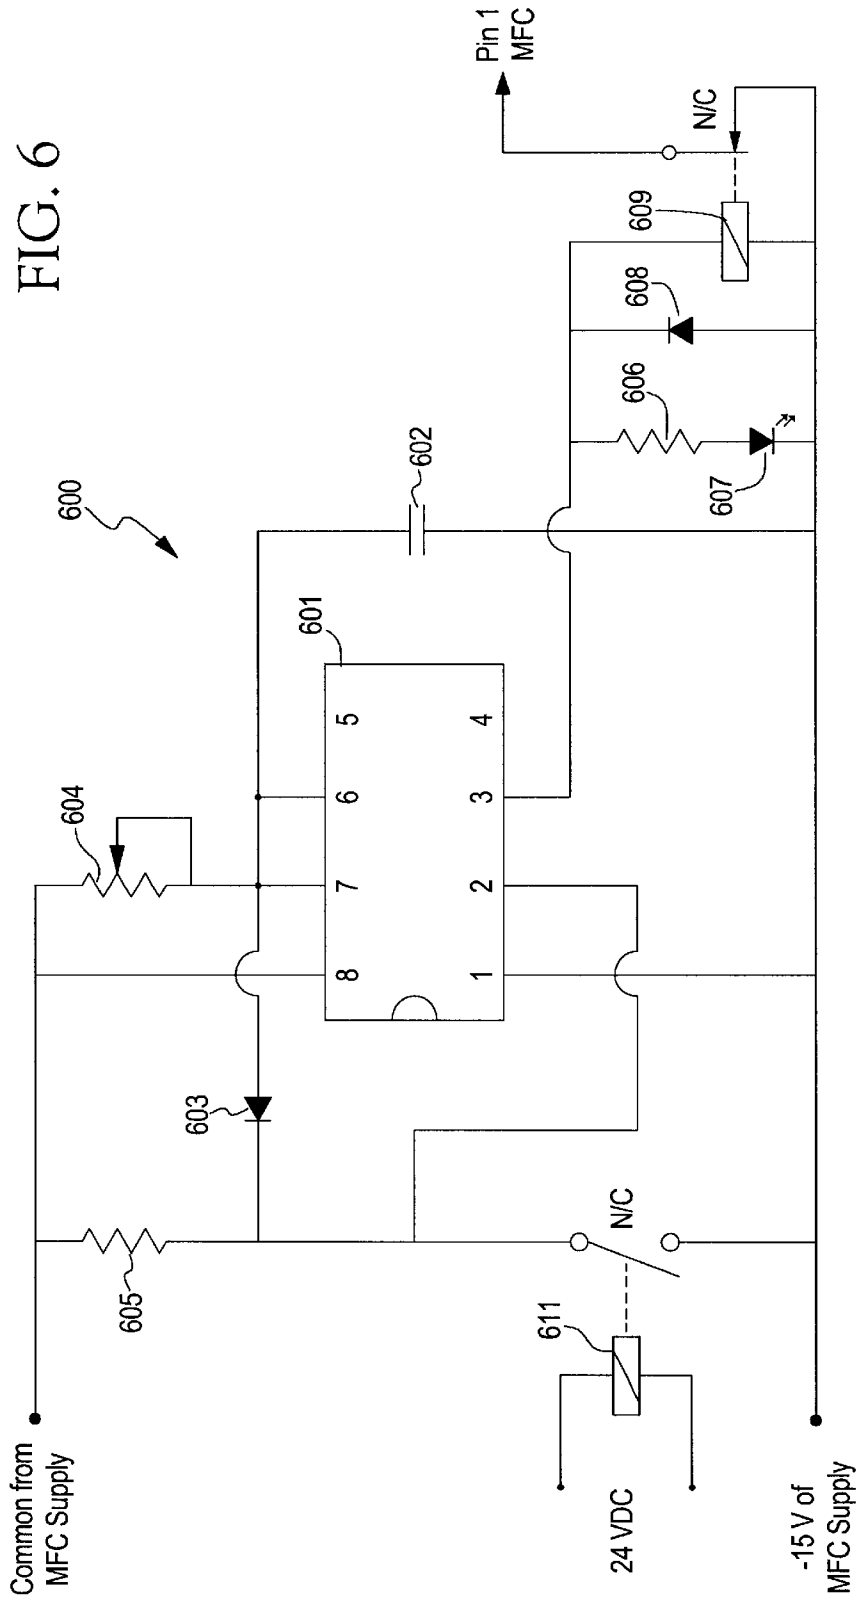 FIG. 6
600
Common from
MFC Supply
605
603
604
601
8
7
6
5
1
2
3
4
602
606
607
608
609
N/C
Pin 1
MFC
24 VDC
611
N/C
-15 V of
MFC Supply